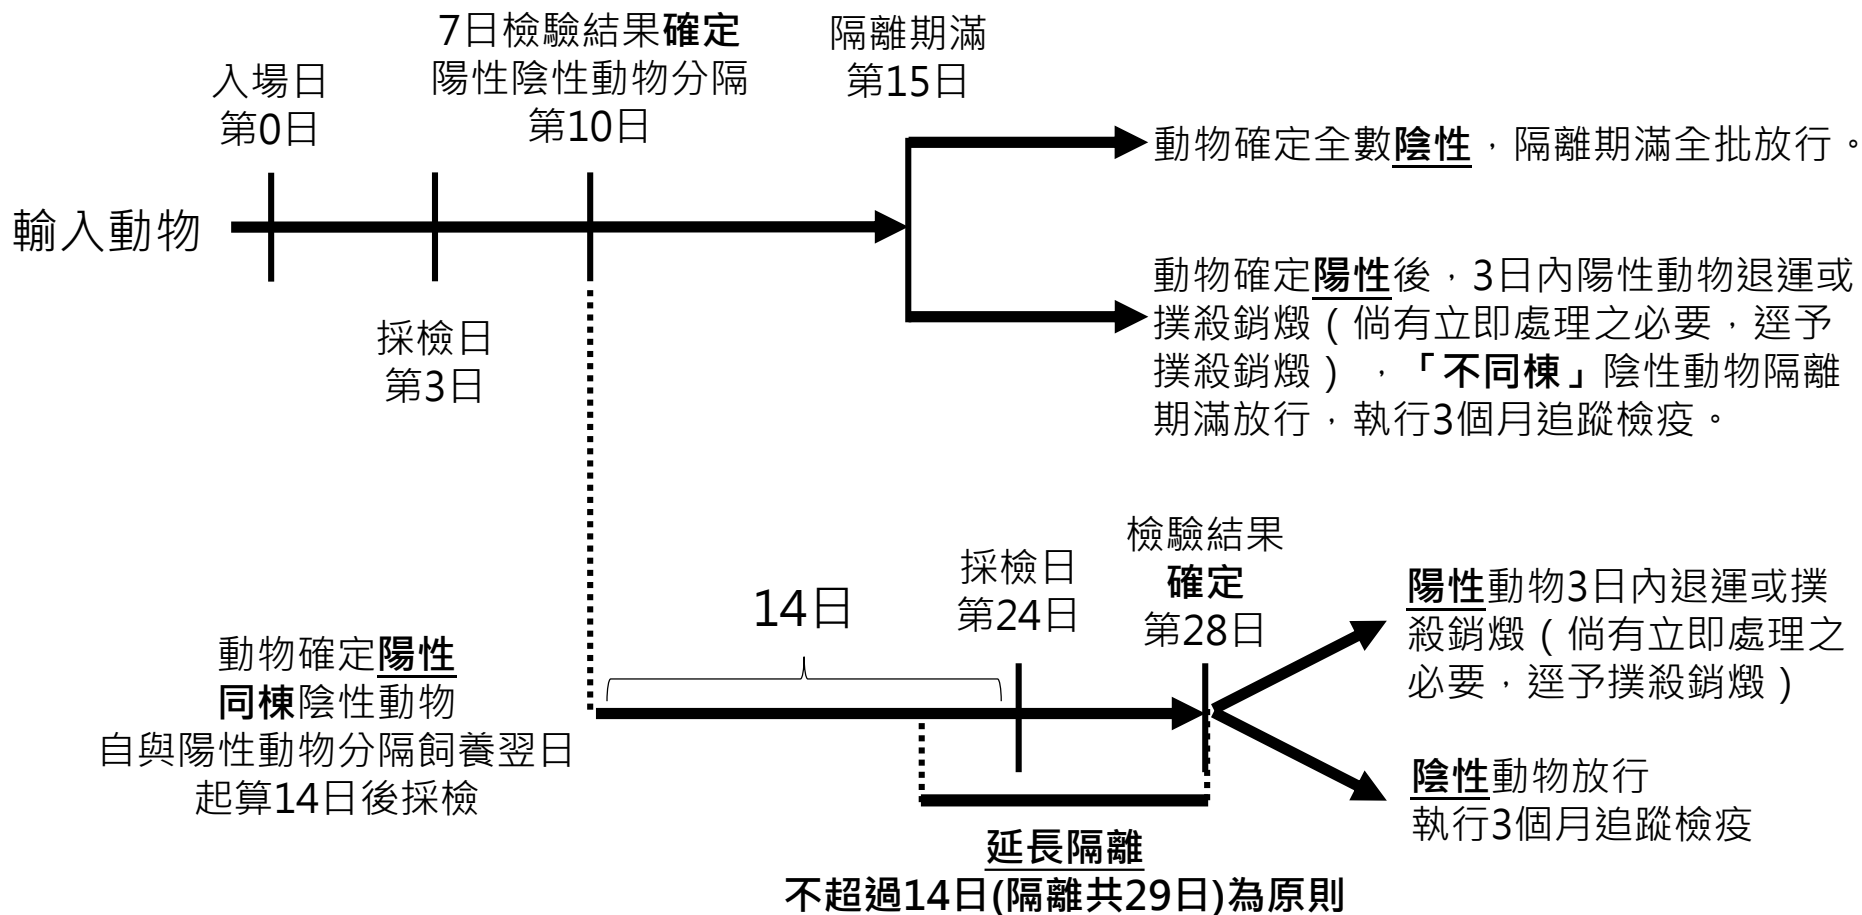 入場日
第0日
7日檢驗結果確定
陽性陰性動物分隔
第10日
隔離期滿
第15日
輸入動物
採檢日
第3日
動物確定全數陰性，隔離期滿全批放行。
動物確定陽性後，3日內陽性動物退運或
撲殺銷燬（倘有立即處理之必要，逕予
撲殺銷燬），「不同棟」陰性動物隔離
期滿放行，執行3個月追蹤檢疫。
動物確定陽性
同棟陰性動物
自與陽性動物分隔飼養翌日
起算14日後採檢
14日
採檢日
第24日
檢驗結果
確定
第28日
陽性動物3日內退運或撲
殺銷燬（倘有立即處理之
必要，逕予撲殺銷燬）
陰性動物放行
執行3個月追蹤檢疫
延長隔離
不超過14日(隔離共29日)為原則